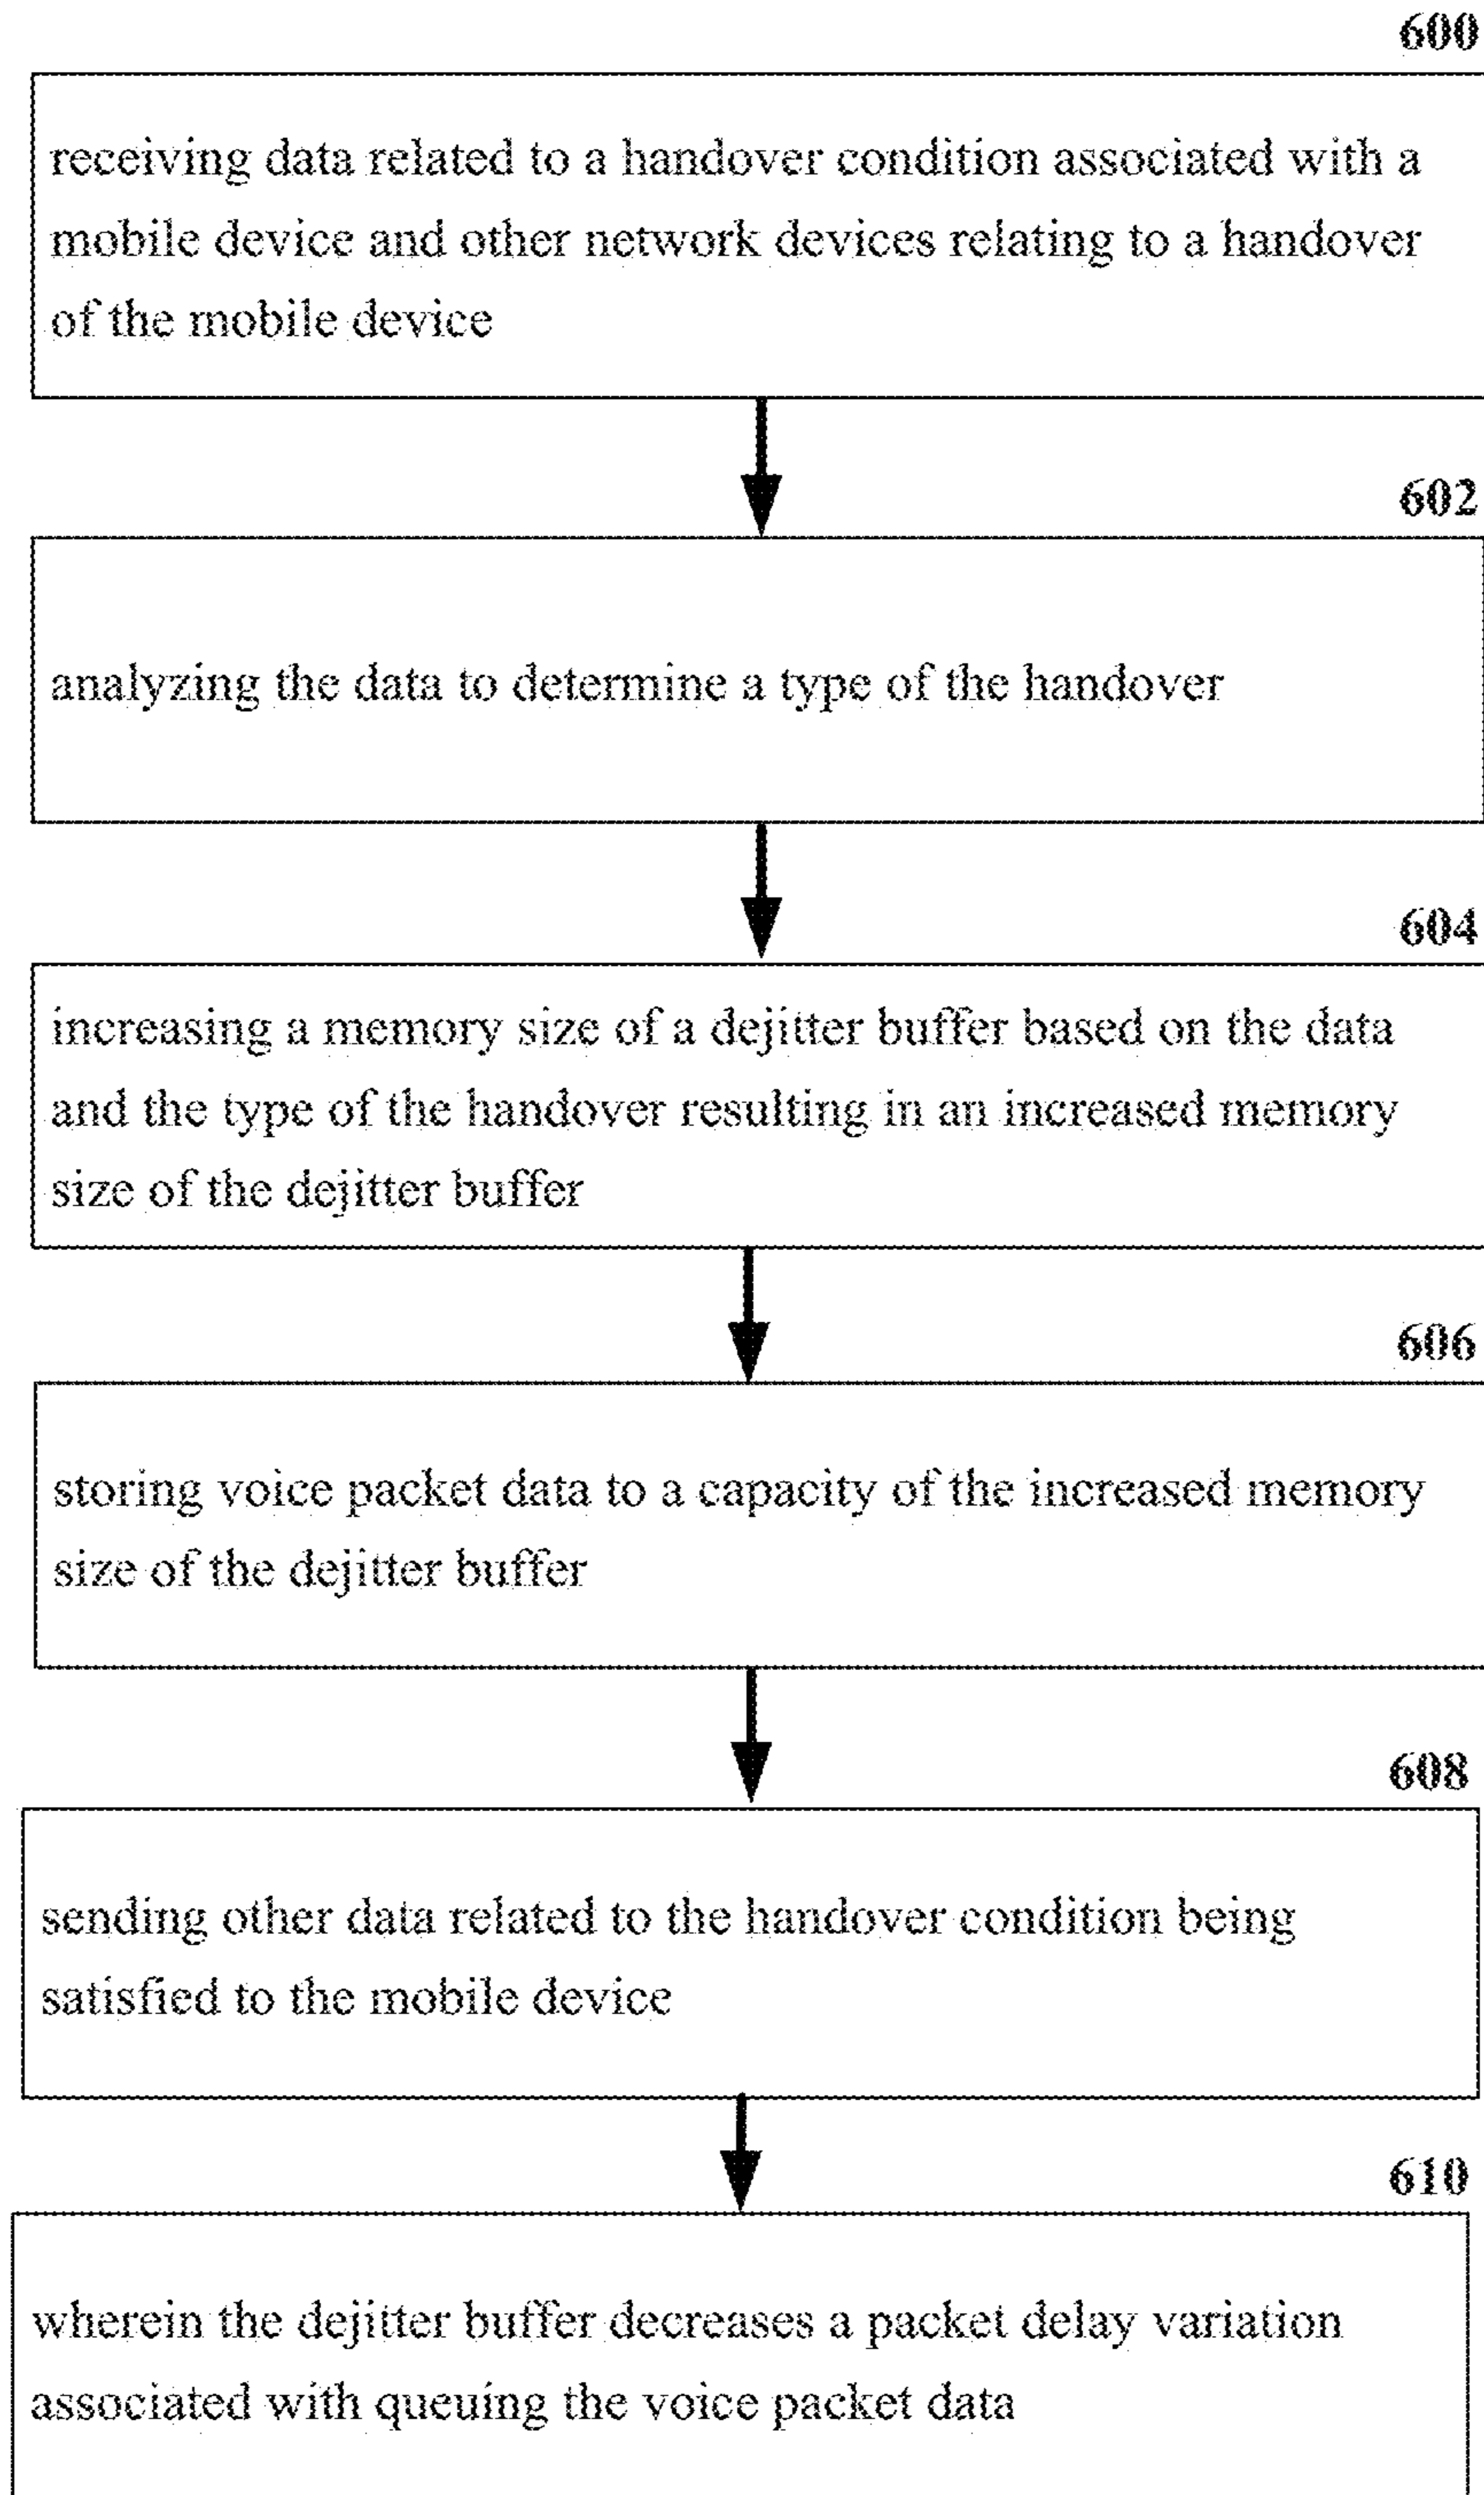 600
receiving data related to a handover condition associated with a
mobile device and other network devices relating to a handover
of the mobile device
602
analyzing the data to determine a type of the handover
604
increasing a memory size of a dejitter buffer based on the data
and the type of the handover resulting in an increased memory
size of the dejitter buffer
606
storing voice packet data to a capacity of the increased memory
size of the dejitter buffer
608
sending other data related to the handover condition being
satisfied to the mobile device
610
wherein the dejitter buffer decreases a packet delay variation
associated with queuing the voice packet data